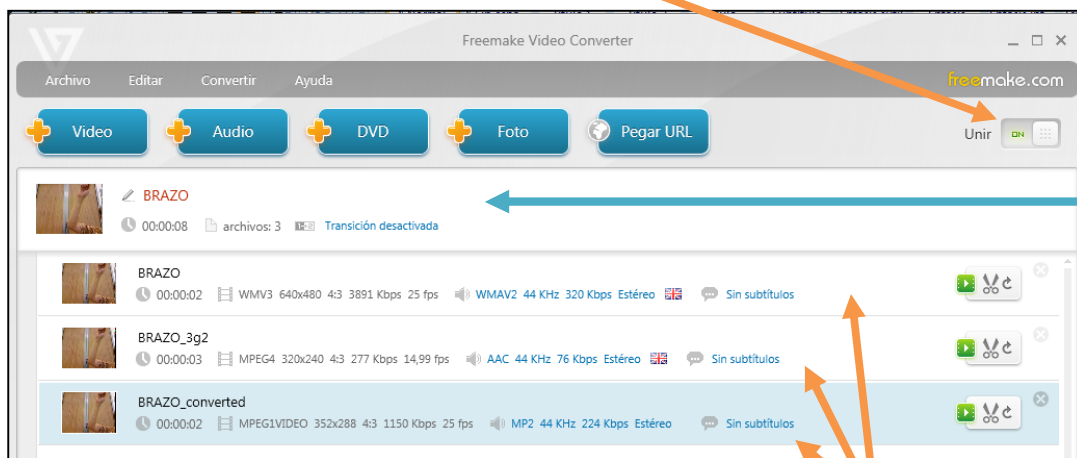 Freemake Video Converter
Archivo Editar Convertir Ayuda
freemake.com
Video Audio DVD Foto Pegar URL
Unir ON
BRAZO
00:00:08 archivos: 3 Transición desactivada
BRAZO
00:00:02 WMV3 640x480 4:3 3891 Kbps 25 fps WMAV2 44 KHz 320 Kbps Estéreo Sin subtítulos
BRAZO_3g2
00:00:03 MPEG4 320x240 4:3 277 Kbps 14,99 fps AAC 44 KHz 76 Kbps Estéreo Sin subtítulos
BRAZO_converted
00:00:02 MPEG1VIDEO 352x288 4:3 1150 Kbps 25 fps MP2 44 KHz 224 Kbps Estéreo Sin subtítulos